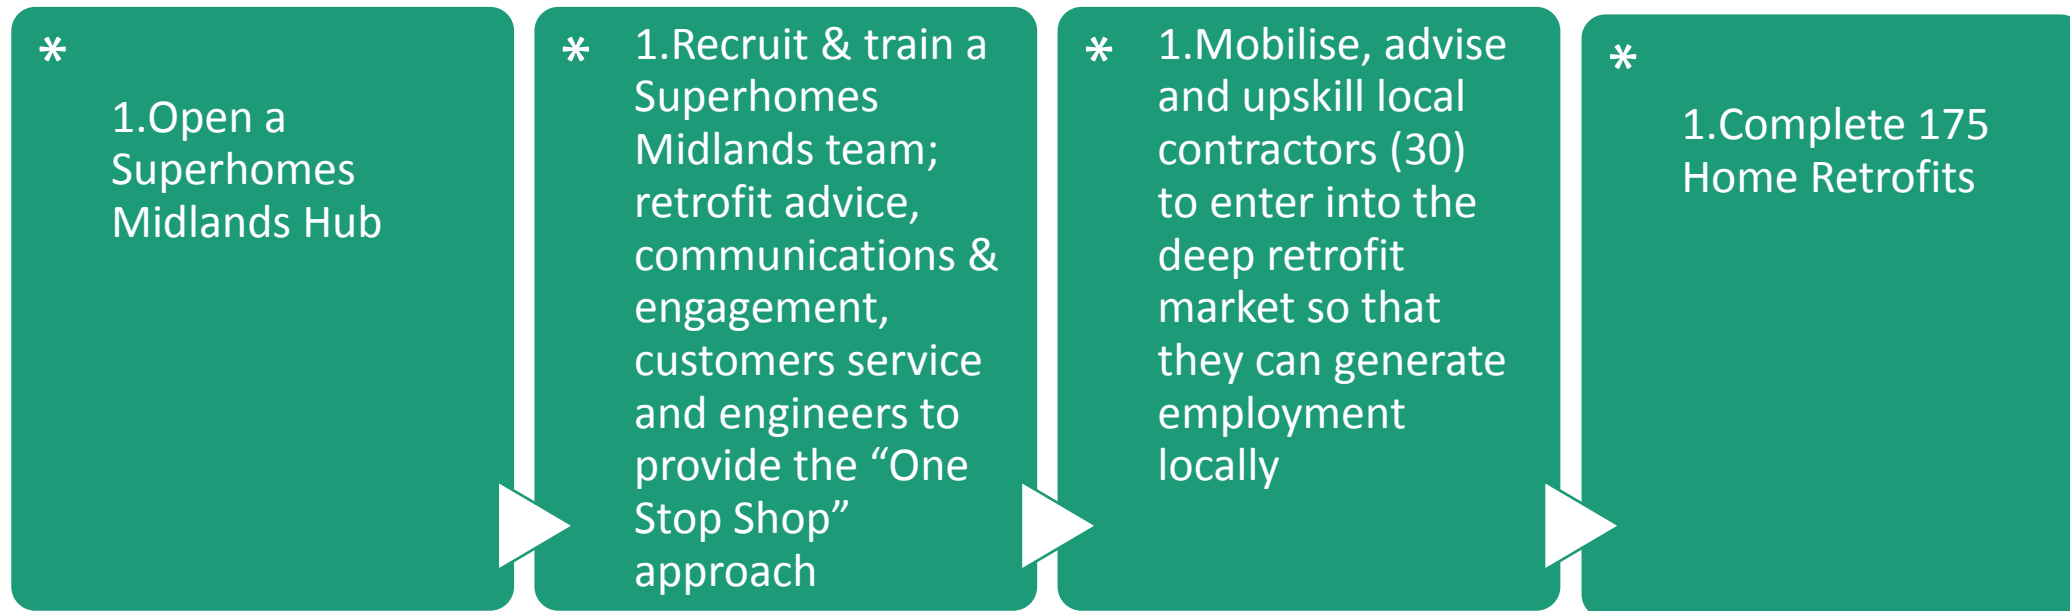 *
1.Open a
Superhomes
Midlands Hub
*
1.Recruit & train a
Superhomes
Midlands team;
retrofit advice,
communications &
engagement,
customers service
and engineers to
provide the “One
Stop Shop”
approach
*
1.Mobilise, advise
and upskill local
contractors (30)
to enter into the
deep retrofit
market so that
they can generate
employment
locally
*
1.Complete 175
Home Retrofits